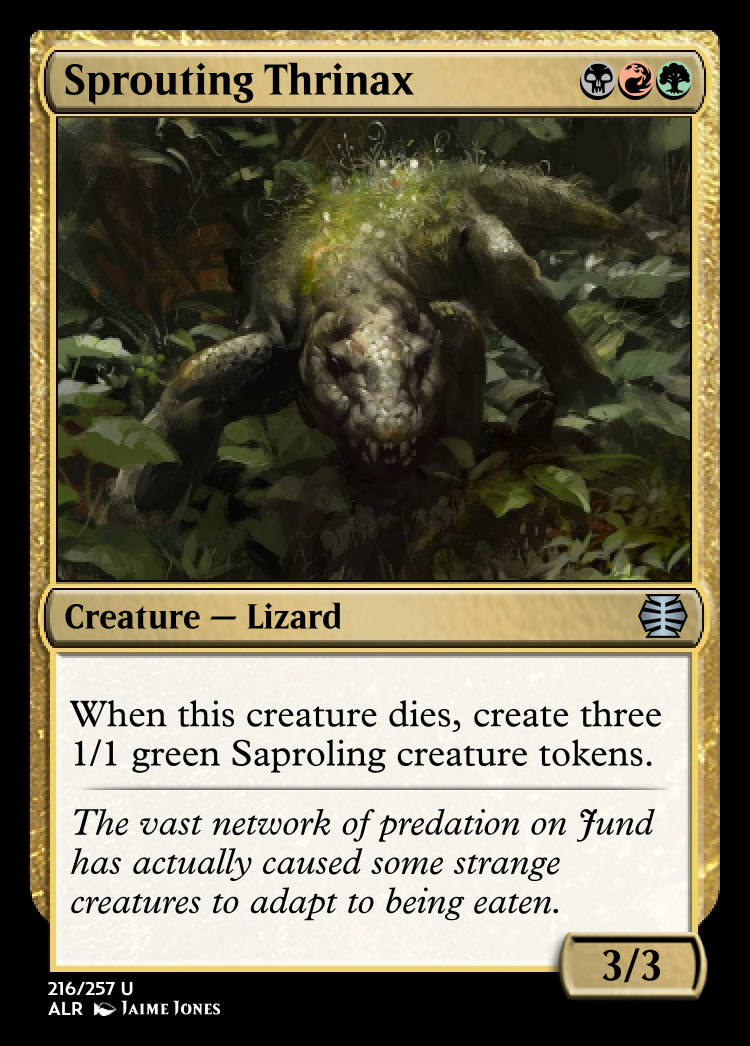 Sprouting Thrinax
Creature — Lizard
When this creature dies, create three
1/1 green Saproling creature tokens.
The vast network of predation on Jund
has actually caused some strange
creatures to adapt to being eaten.
3/3
216/257 U
ALR Jaime Jones